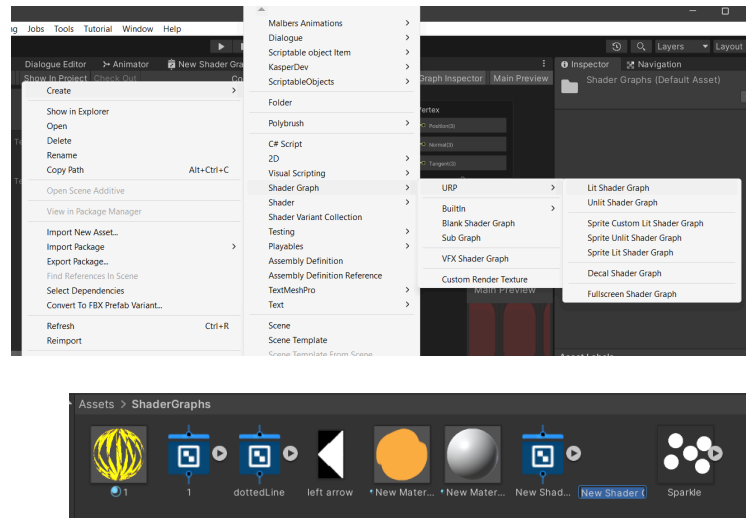 Jobs Tools Tutorial Window Help
Layers Layout
Dialogue Editor Animator New Shader Gra
Show In Project Check Out Co
Graph Inspector Main Preview
Inspector Navigation
Shader Graphs (Default Asset)
Create
Show in Explorer
Open
Delete
Rename
Copy Path Alt+Ctrl+C
Open Scene Additive
View in Package Manager
Import New Asset...
Import Package
Export Package...
Find References In Scene
Select Dependencies
Convert To FBX Prefab Variant...
Refresh Ctrl+R
Reimport
Malbers Animations
Dialogue
Scriptable object Item
KasperDev
ScriptableObjects
Folder
Polybrush
C# Script
2D
Visual Scripting
Shader Graph
Shader
Shader Variant Collection
Testing
Playables
Assembly Definition
Assembly Definition Reference
TextMeshPro
Text
Scene
Scene Template
Scene Template From Scene
ertex
Position(3)
Normal(3)
Tangent(3)
URP
BuiltIn
Blank Shader Graph
Sub Graph
VFX Shader Graph
Custom Render Texture
Main Preview
Lit Shader Graph
Unlit Shader Graph
Sprite Custom Lit Shader Graph
Sprite Unlit Shader Graph
Sprite Lit Shader Graph
Decal Shader Graph
Fullscreen Shader Graph
Assets > ShaderGraphs
1 1 dottedLine left arrow New Mater... New Mater... New Shad... New Shader ( Sparkle